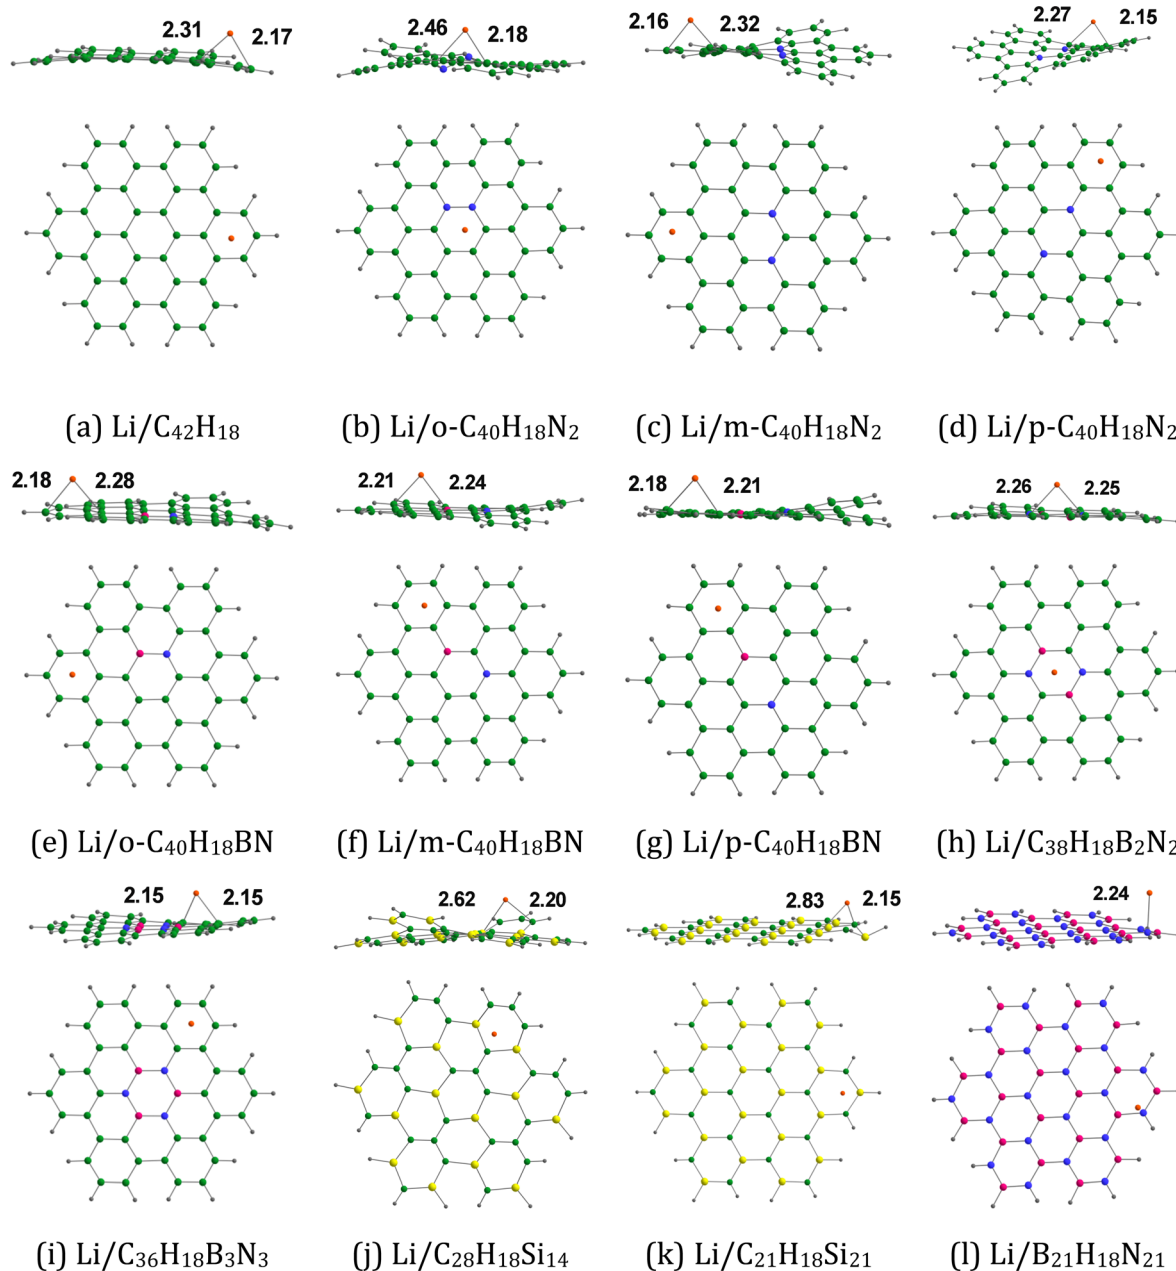 2.31 2.17 2.46 2.18 2.16 2.32 2.27 2.15
(a) Li/C₄₂H₁₈ (b) Li/o-C₄₀H₁₈N₂ (c) Li/m-C₄₀H₁₈N₂ (d) Li/p-C₄₀H₁₈N₂
2.18 2.28 2.21 2.24 2.18 2.21 2.26 2.25
(e) Li/o-C₄₀H₁₈BN (f) Li/m-C₄₀H₁₈BN (g) Li/p-C₄₀H₁₈BN (h) Li/C₃₈H₁₈B₂N₂
2.15 2.15 2.62 2.20 2.83 2.15 2.24
(i) Li/C₃₆H₁₈B₃N₃ (j) Li/C₂₈H₁₈Si₁₄ (k) Li/C₂₁H₁₈Si₂₁ (l) Li/B₂₁H₁₈N₂₁